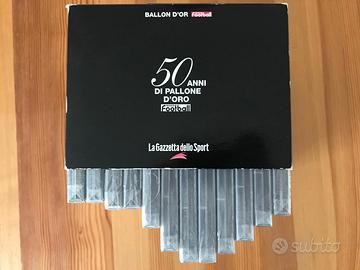 BALLON D'OR Football
50 ANNI
DI PALLONE
D'ORO
Football
La Gazzetta dello Sport
subito